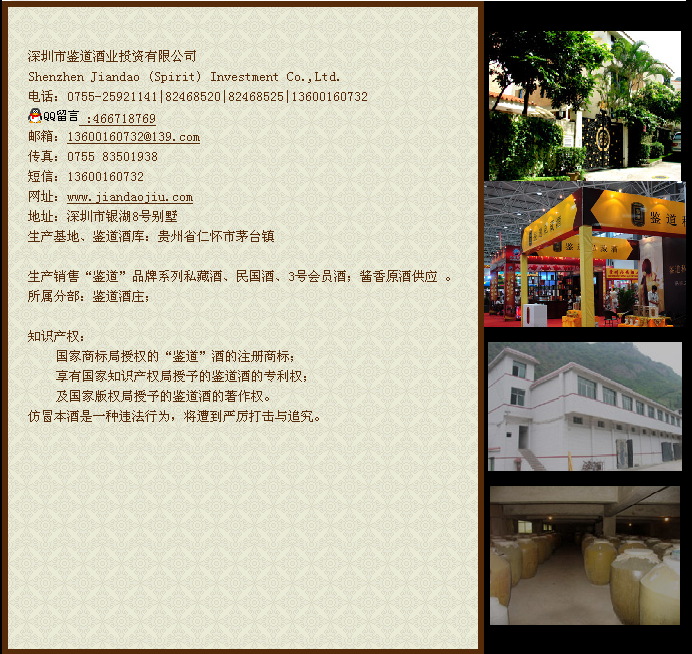 深圳市鉴道酒业投资有限公司
Shenzhen Jiandao (Spirit) Investment Co.,Ltd.
电话：0755-25921141|82468520|82468525|13600160732
QQ留言 :466718769
邮箱：13600160732@139.com
传真：0755 83501938
短信：13600160732
网址：www.jiandaojiu.com
地址：深圳市银湖8号别墅
生产基地、鉴道酒库：贵州省仁怀市茅台镇
生产销售“鉴道”品牌系列私藏酒、民国酒、3号会员酒；酱香原酒供应 。
所属分部：鉴道酒庄；
知识产权：
国家商标局授权的“鉴道”酒的注册商标；
享有国家知识产权局授予的鉴道酒的专利权；
及国家版权局授予的鉴道酒的著作权。
仿冒本酒是一种违法行为，将遭到严厉打击与追究。
鉴道